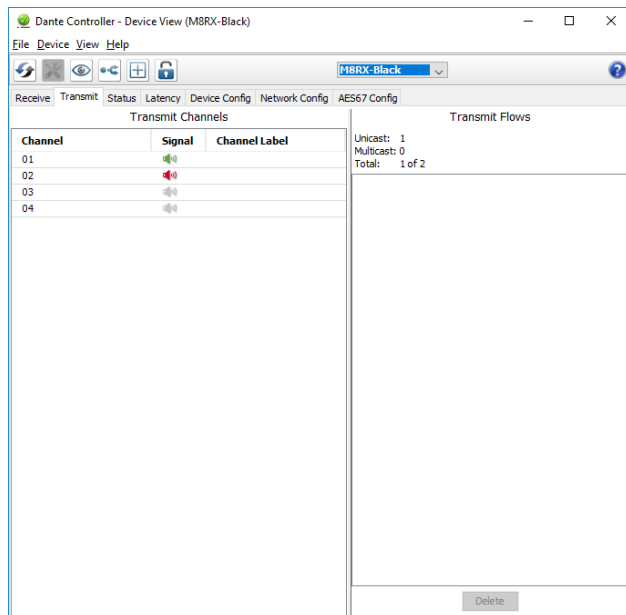 Dante Controller - Device View (M8RX-Black)
File Device View Help
M8RX-Black
Receive Transmit Status Latency Device Config Network Config AES67 Config
Transmit Channels
Channel Signal Channel Label
01
02
03
04
Transmit Flows
Unicast: 1
Multicast: 0
Total: 1 of 2
Delete